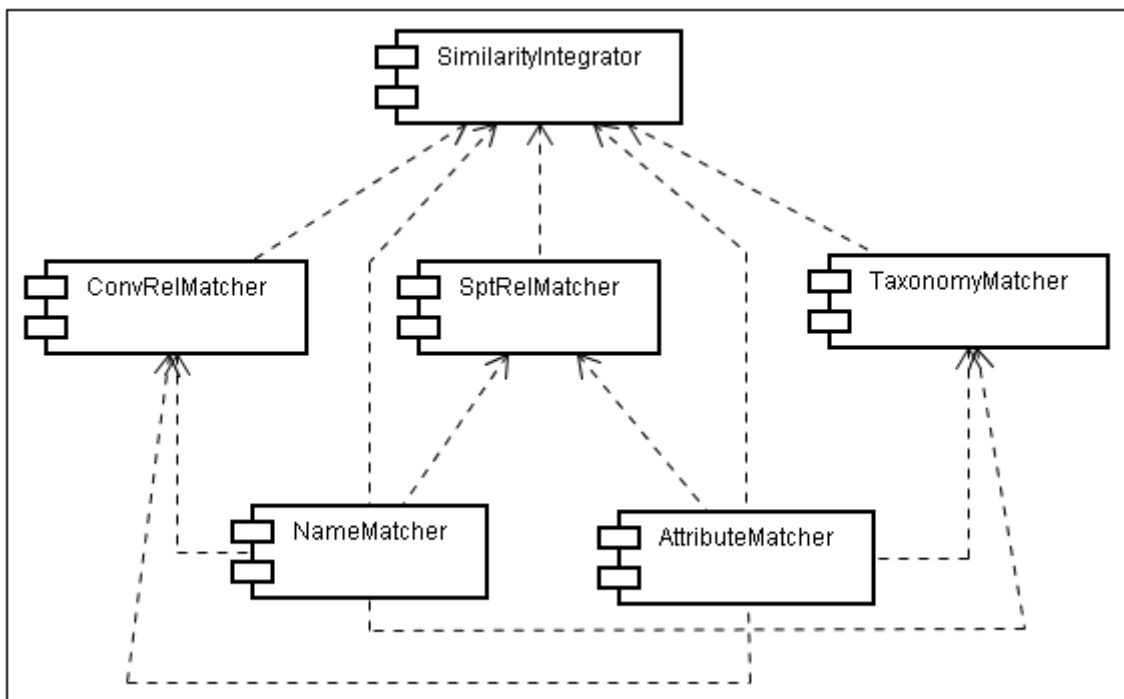 SimilarityIntegrator
ConvRelMatcher
SptRelMatcher
TaxonomyMatcher
NameMatcher
AttributeMatcher